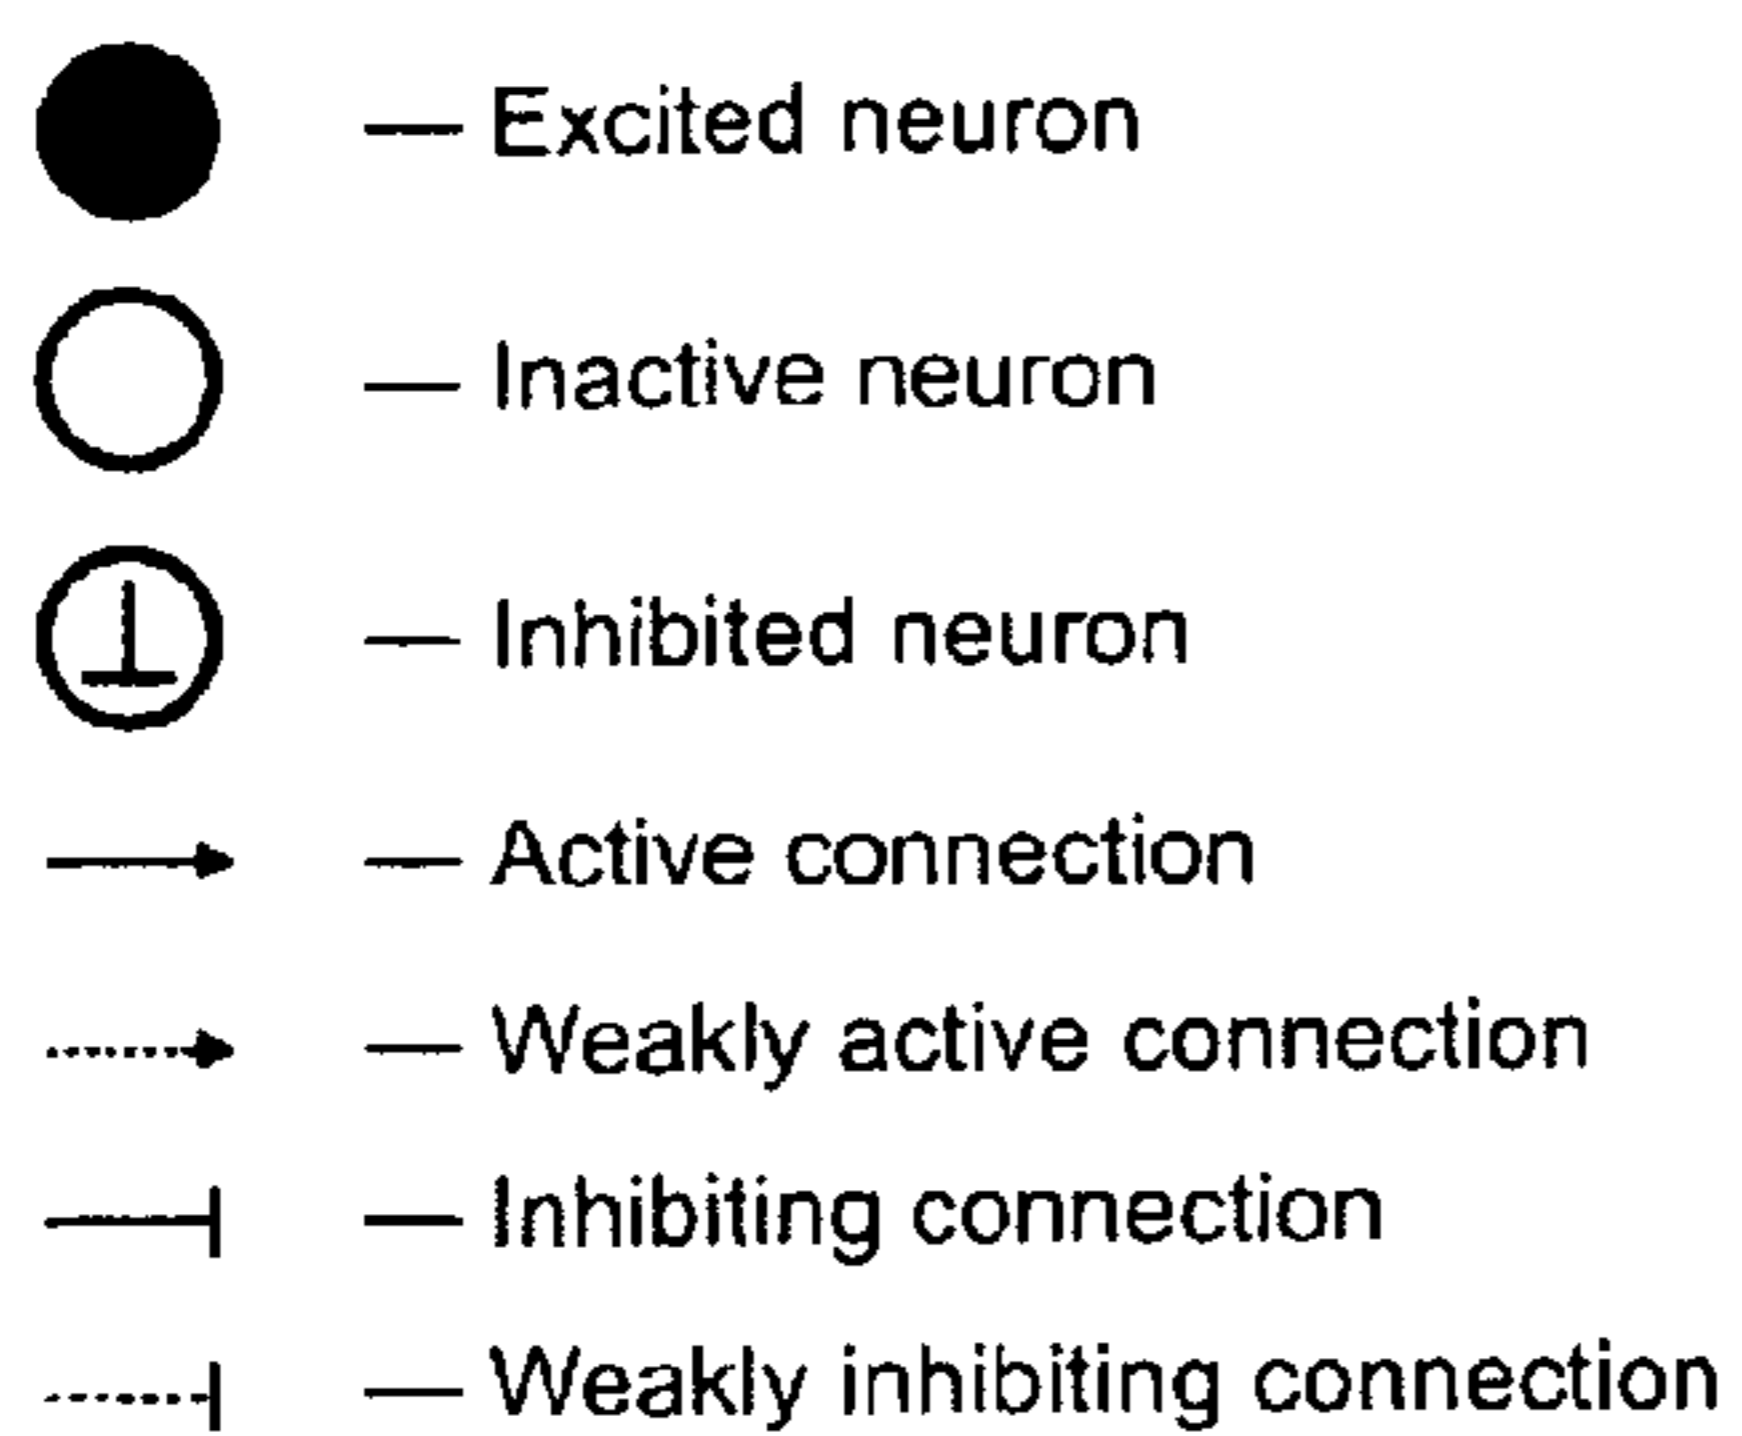 — Excited neuron
— Inactive neuron
— Inhibited neuron
— Active connection
— Weakly active connection
— Inhibiting connection
— Weakly inhibiting connection